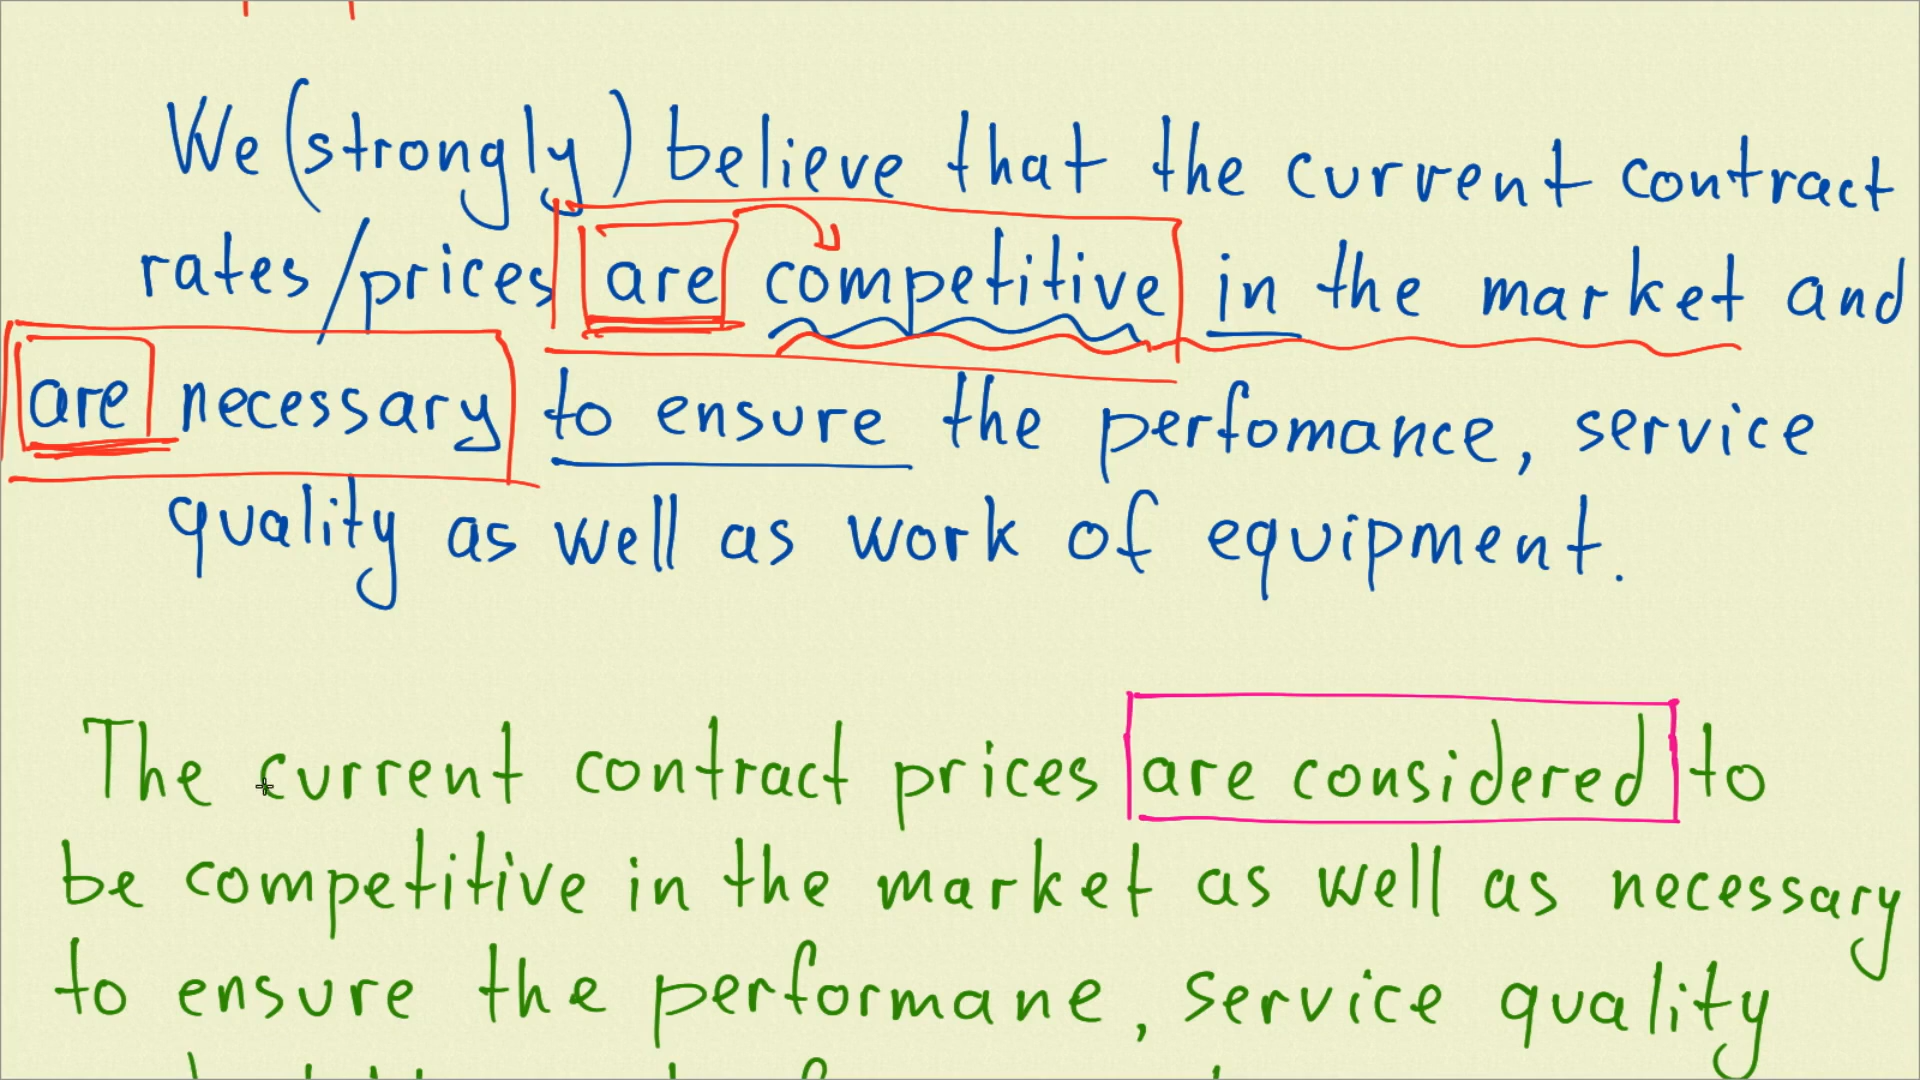 We (strongly) believe that the current contract
rates/prices are competitive in the market and
are necessary to ensure the perfomance, service
quality as well as work of equipment.
The current contract prices are considered to
be competitive in the market as well as necessary
to ensure the performane, service quality